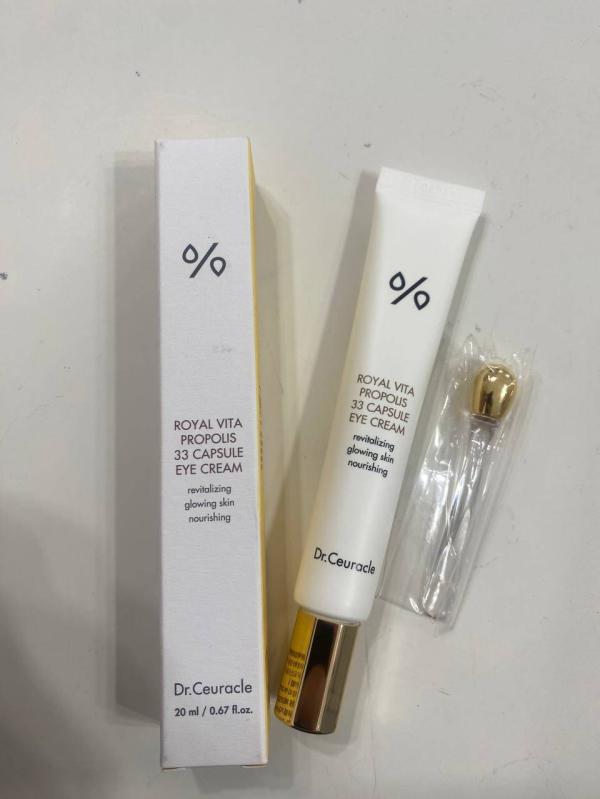 ROYAL VITA
PROPOLIS
33 CAPSULE
EYE CREAM
revitalizing
glowing skin
nourishing
Dr.Ceuracle
20 ml / 0.67 fl.oz.
ROYAL VITA
PROPOLIS
33 CAPSULE
EYE CREAM
revitalizing
glowing skin
nourishing
Dr.Ceuracle